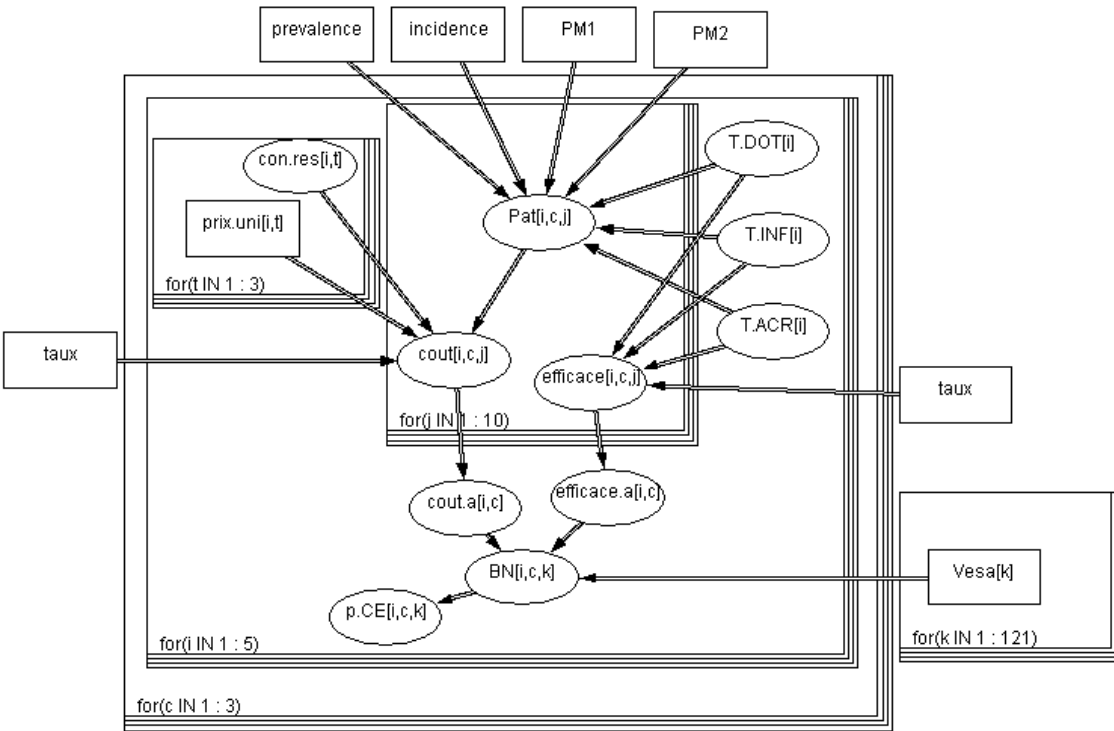 prevalence
incidence
PM1
PM2
con.res[i,t]
T.DOT[i]
prix.uni[i,t]
Pat[i,c,j]
T.INF[i]
for(t IN 1 : 3)
T.ACR[i]
taux
cout[i,c,j]
efficace[i,c,j]
taux
for(j IN 1 : 10)
cout.a[i,c]
efficace.a[i,c]
BN[i,c,k]
Vesa[k]
p.CE[i,c,k]
for(i IN 1 : 5)
for(k IN 1 : 121)
for(c IN 1 : 3)